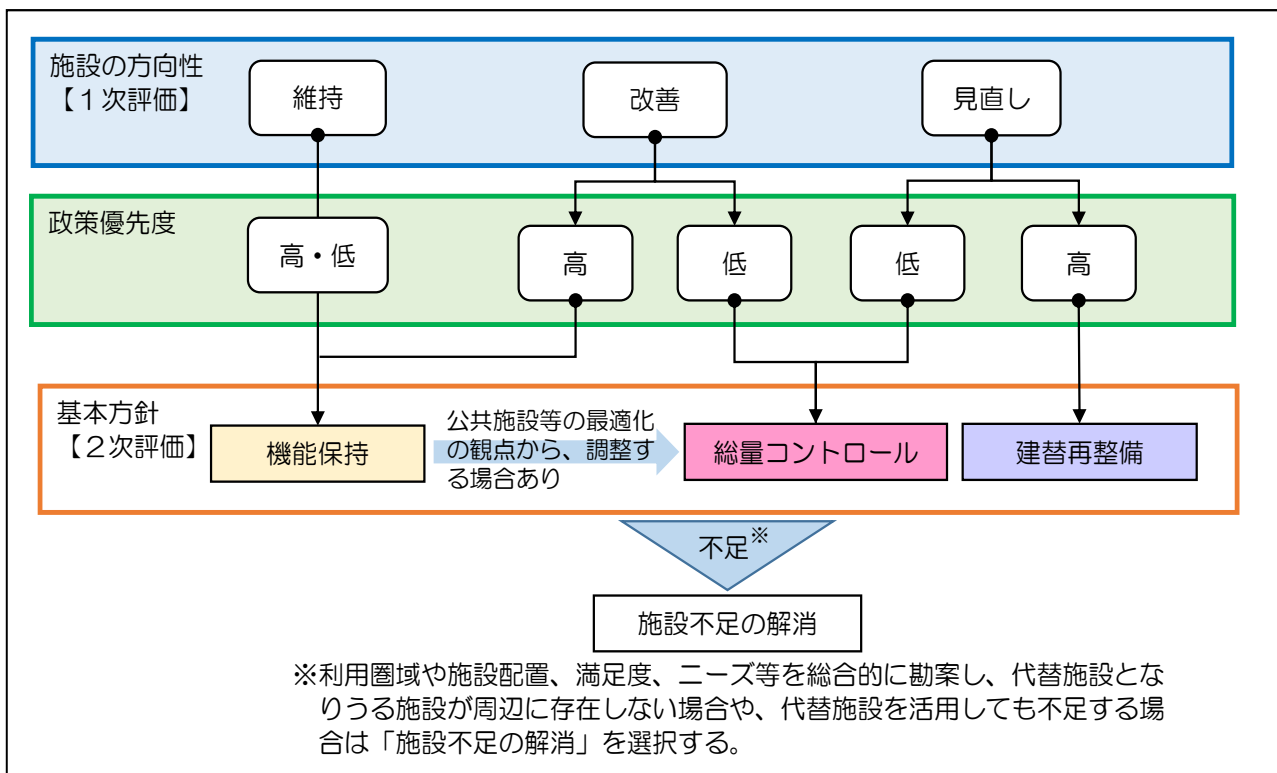 施設の方向性
【１次評価】
維持
改善
見直し
政策優先度
高・低
高
低
低
高
基本方針
【２次評価】
機能保持
公共施設等の最適化
の観点から、調整す
る場合あり
総量コントロール
建替再整備
不足※
施設不足の解消
※利用圏域や施設配置、満足度、ニーズ等を総合的に勘案し、代替施設とな
りうる施設が周辺に存在しない場合や、代替施設を活用しても不足する場
合は「施設不足の解消」を選択する。